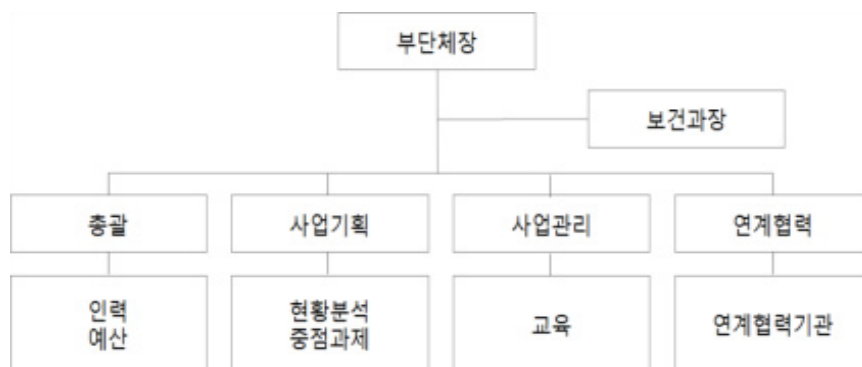 부단체장
보건과장
총괄
사업기획
사업관리
연계협력
인력
예산
현황분석
중점과제
교육
연계협력기관